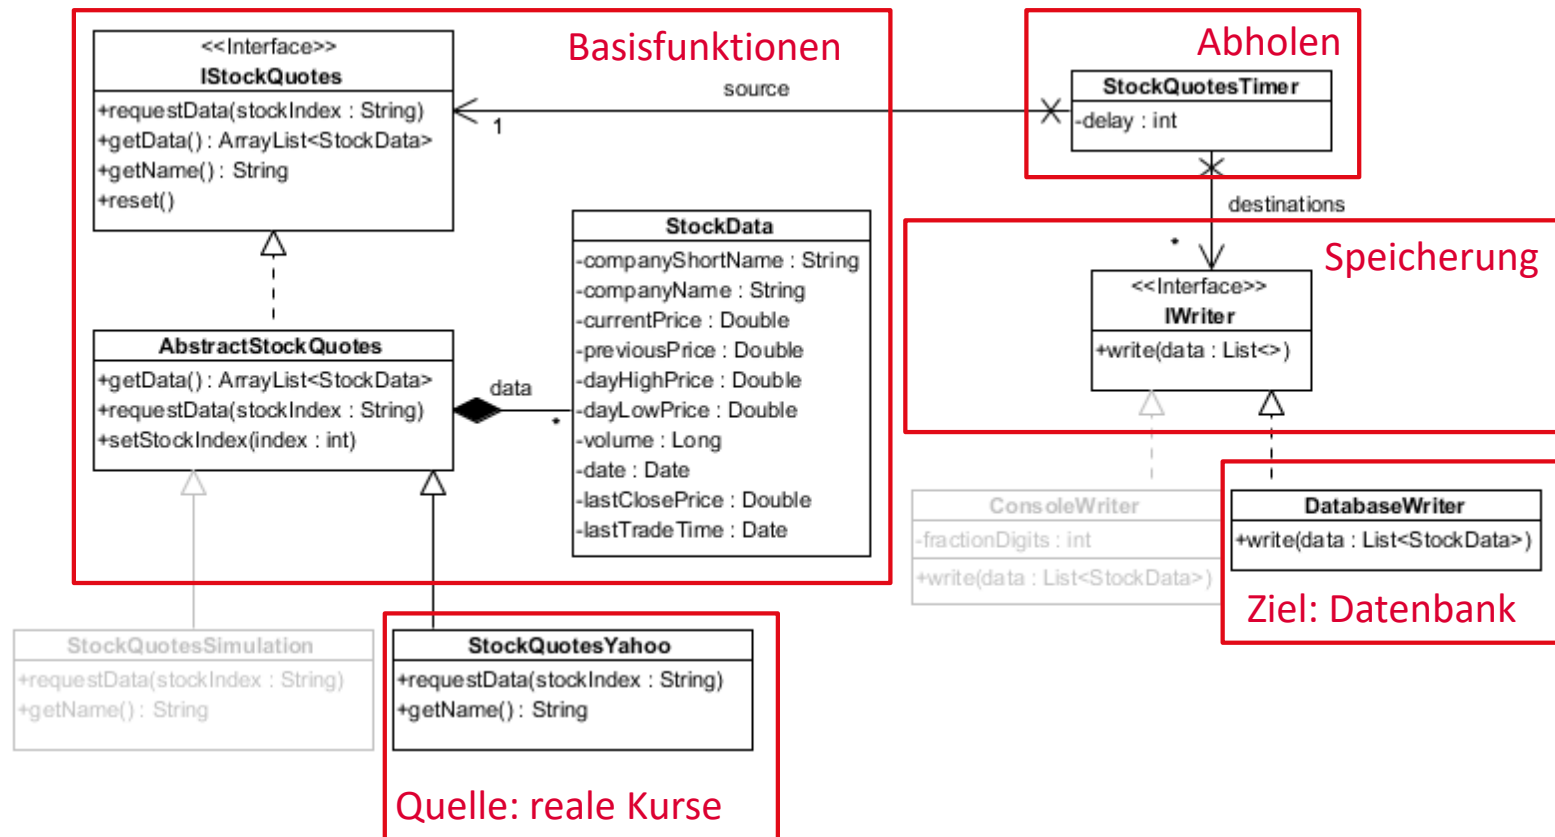 Basisfunktionen
<<Interface>>
IStockQuotes
+requestData(stockIndex : String)
+getData() : ArrayList<StockData>
+getName() : String
+reset()
source
1
Abholen
StockQuotesTimer
-delay : int
destinations
*
Speicherung
<<Interface>>
IWriter
+write(data : List<>)
StockData
-companyShortName : String
-companyName : String
-currentPrice : Double
-previousPrice : Double
-dayHighPrice : Double
-dayLowPrice : Double
-volume : Long
-date : Date
-lastClosePrice : Double
-lastTradeTime : Date
AbstractStockQuotes
+getData() : ArrayList<StockData>
+requestData(stockIndex : String)
+setStockIndex(index : int)
data
*
ConsoleWriter
-fractionDigits : int
+write(data : List<StockData>)
DatabaseWriter
+write(data : List<StockData>)
Ziel: Datenbank
StockQuotesSimulation
+requestData(stockIndex : String)
+getName() : String
StockQuotesYahoo
+requestData(stockIndex : String)
+getName() : String
Quelle: reale Kurse